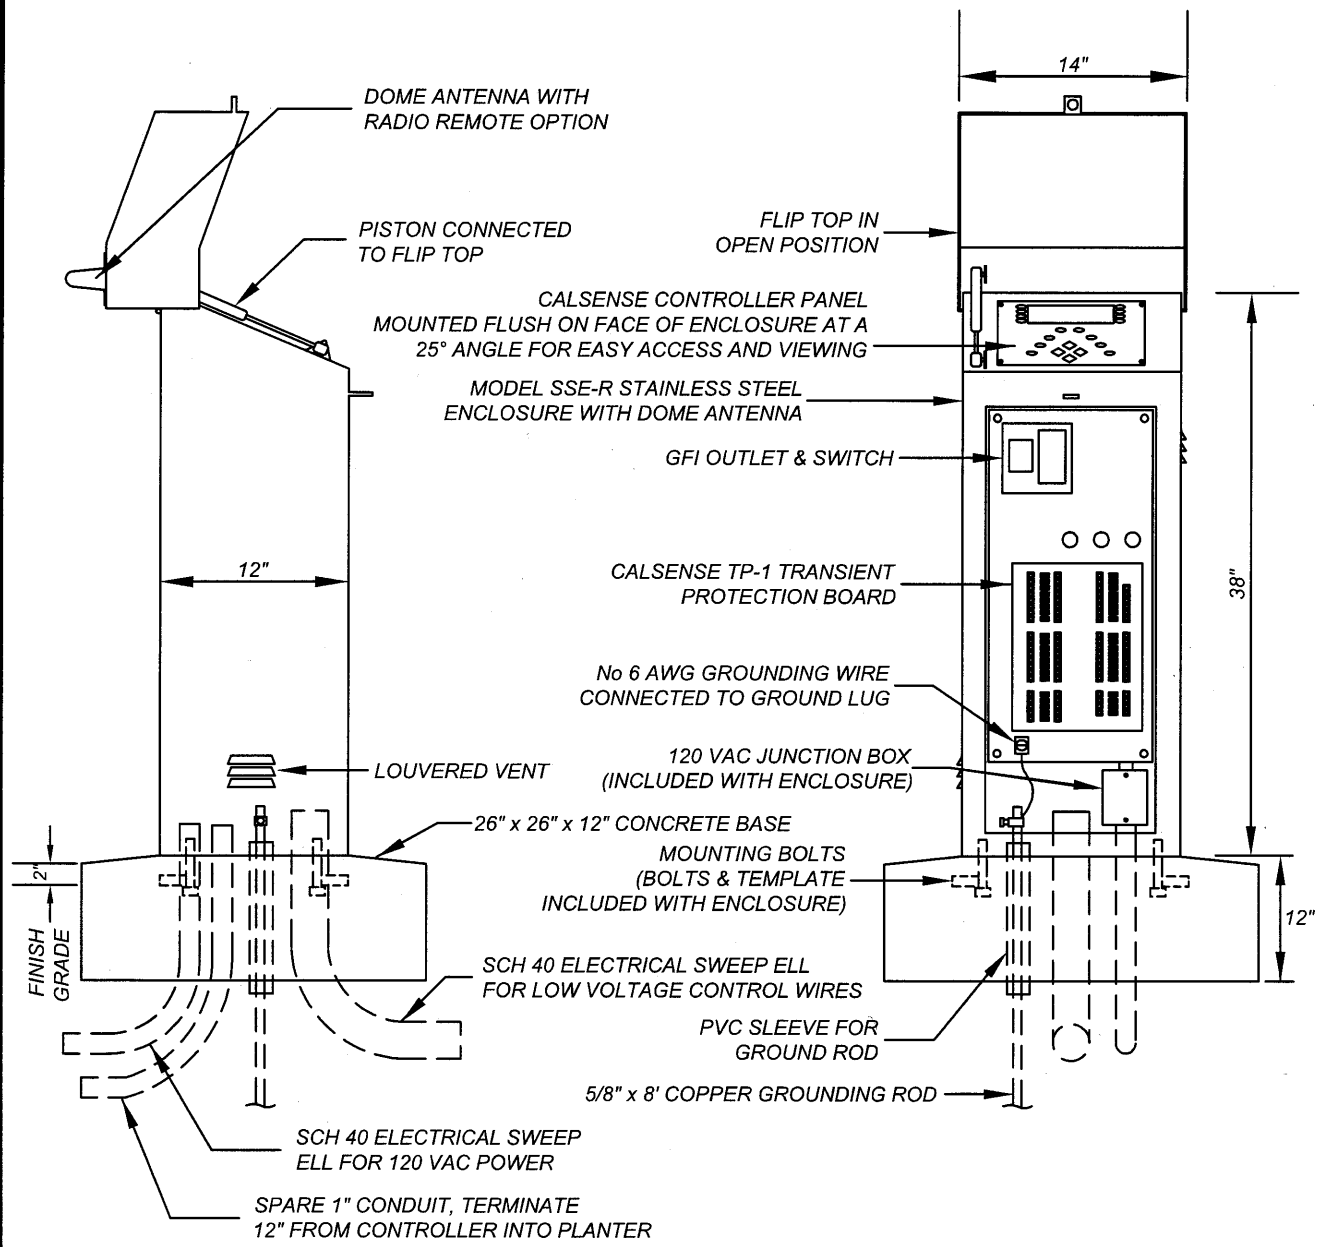 14"
DOME ANTENNA WITH
RADIO REMOTE OPTION
PISTON CONNECTED
TO FLIP TOP
FLIP TOP IN
OPEN POSITION
CALSENSE CONTROLLER PANEL
MOUNTED FLUSH ON FACE OF ENCLOSURE AT A
25° ANGLE FOR EASY ACCESS AND VIEWING
MODEL SSE-R STAINLESS STEEL
ENCLOSURE WITH DOME ANTENNA
GFI OUTLET & SWITCH
12"
CALSENSE TP-1 TRANSIENT
PROTECTION BOARD
38"
No 6 AWG GROUNDING WIRE
CONNECTED TO GROUND LUG
LOUVERED VENT
120 VAC JUNCTION BOX
(INCLUDED WITH ENCLOSURE)
26" x 26" x 12" CONCRETE BASE
MOUNTING BOLTS
(BOLTS & TEMPLATE
INCLUDED WITH ENCLOSURE)
2"
FINISH
GRADE
12"
SCH 40 ELECTRICAL SWEEP ELL
FOR LOW VOLTAGE CONTROL WIRES
PVC SLEEVE FOR
GROUND ROD
5/8" x 8' COPPER GROUNDING ROD
SCH 40 ELECTRICAL SWEEP
ELL FOR 120 VAC POWER
SPARE 1" CONDUIT, TERMINATE
12" FROM CONTROLLER INTO PLANTER